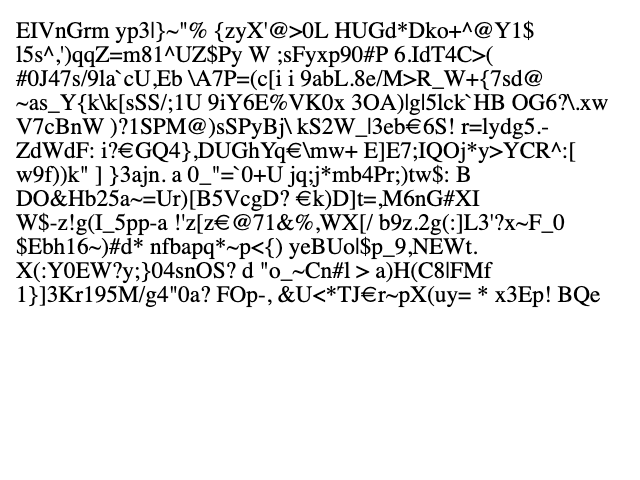 EIVnGrm yp3|}~"% {zyX'@>0L HUGd*Dko+^@Y1$
l5s^,')qqZ=m81^UZ$Py W ;sFyxp90#P 6.IdT4C>(
#0J47s/9la`cU,Eb \A7P=(c[i i 9abL.8e/M>R_W+{7sd@
~as_Y{k\k[sSS/;1U 9iY6E%VK0x 3OA)|g|5lck`HB OG6?\.xw
V7cBnW )?1SPM@)sSPyBj\ kS2W_|3eb€6S! r=lydg5.-
ZdWdF: i?€GQ4},DUGhYq€\mw+ E]E7;IQOj*y>YCR^:[
w9f))k" ] }3ajn. a 0_"=`0+U jq;j*mb4Pr;)tw$: B
DO&Hb25a~=Ur)[B5VcgD? €k)D]t=,M6nG#XI
W$-z!g(I_5pp-a !'z[z€@71&%,WX[/ b9z.2g(:]L3'?x~F_0
$Ebh16~)#d* nfbapq*~p<{) yeBUo|$p_9,NEWt.
X(:Y0EW?y;}04snOS? d "o_~Cn#l > a)H(C8|FMf
1}]3Kr195M/g4"0a? FOp-, &U<*TJ€r~pX(uy= * x3Ep! BQe